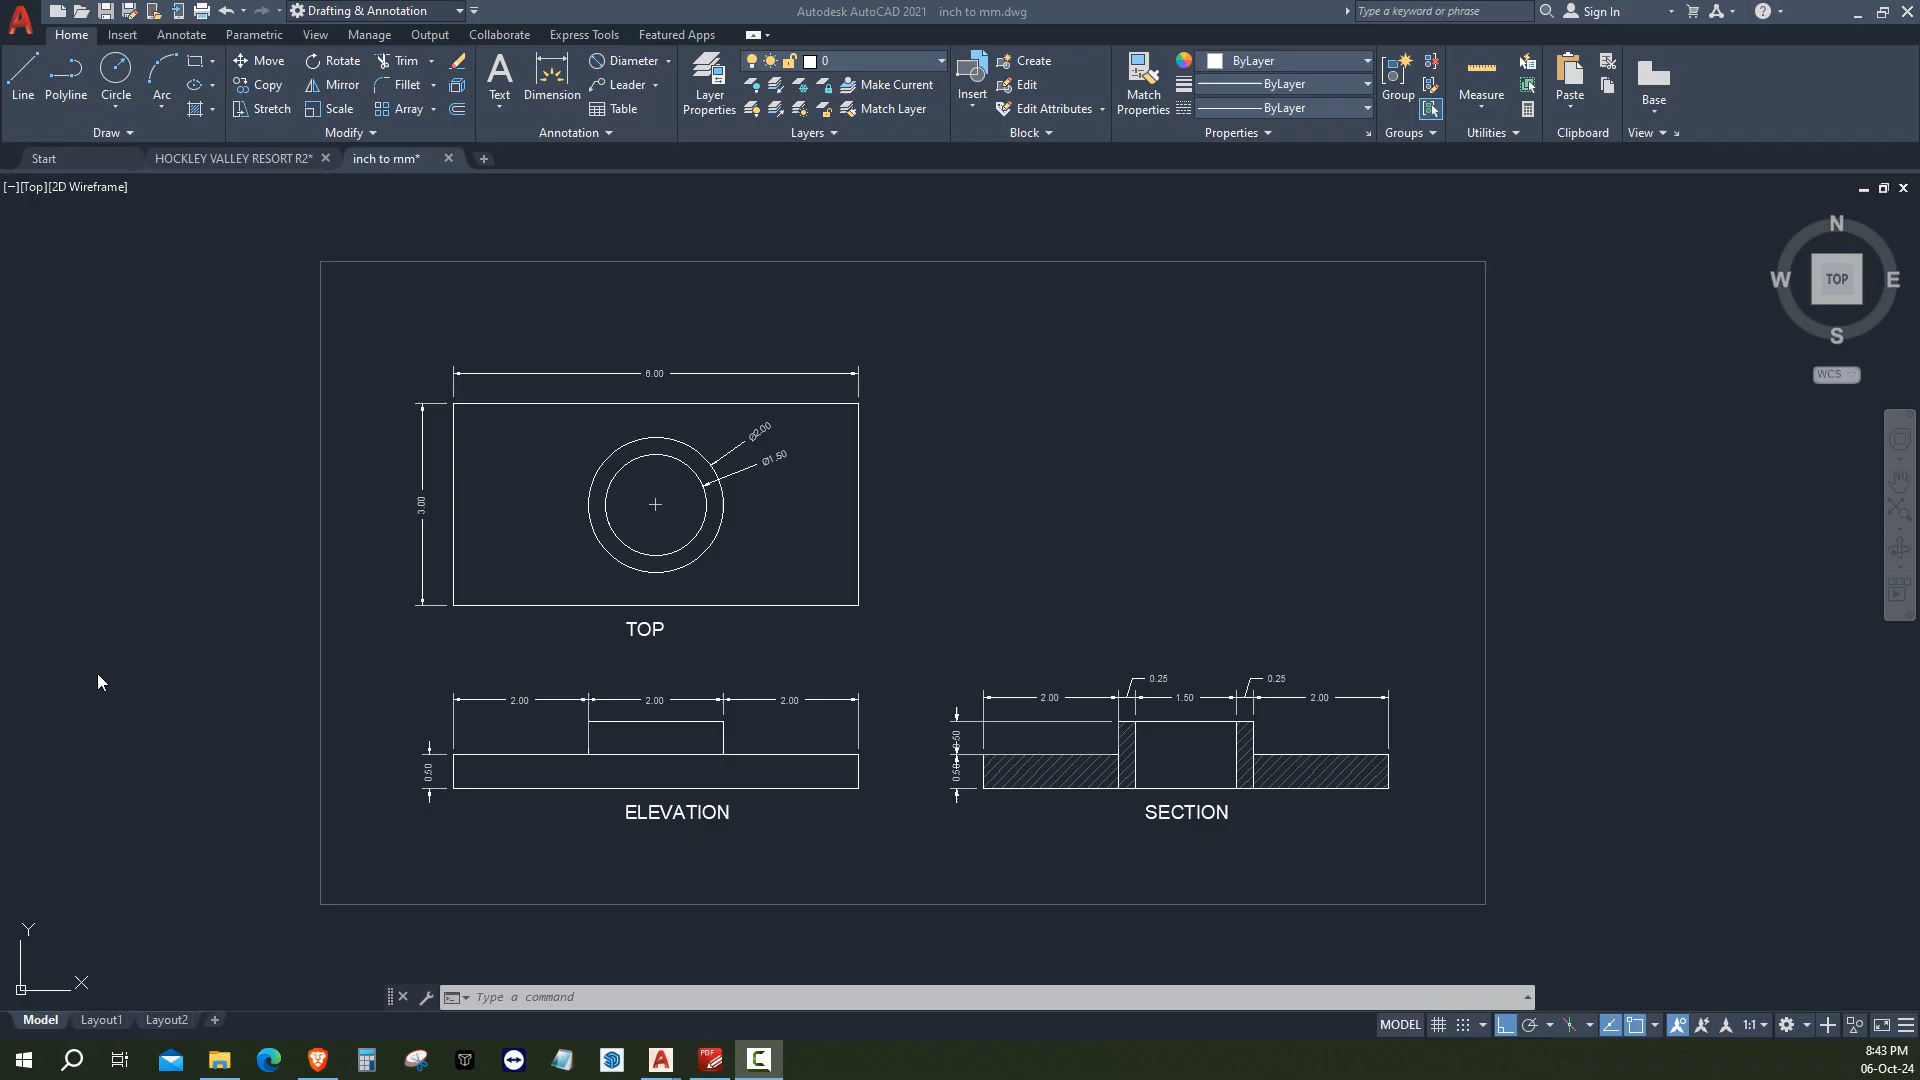 Drafting & Annotation
Autodesk AutoCAD 2021 inch to mm.dwg
Type a keyword or phrase
Sign In
Home Insert Annotate Parametric View Manage Output Collaborate Express Tools Featured Apps
Line Polyline Circle Arc
Move Rotate Trim
Copy Mirror Fillet
Stretch Scale Array
Text Dimension
Diameter
Leader
Table
Layer Properties
0
Make Current
Match Layer
Insert
Create
Edit
Edit Attributes
Match Properties
ByLayer
ByLayer
ByLayer
Group
Measure
Paste
Base
Draw Modify Annotation Layers Block Properties Groups Utilities Clipboard View
Start HOCKLEY VALLEY RESORT R2* inch to mm*
[−][Top][2D Wireframe]
N
W TOP E
S
WCS
6.00
Ø2.00
Ø1.50
3.00
TOP
2.00 2.00 2.00
0.50
ELEVATION
0.25 0.25
2.00 1.50 2.00
0.50
0.50
SECTION
Y
X
Type a command
Model Layout1 Layout2
MODEL 1:1
PDF
8:43 PM
06-Oct-24